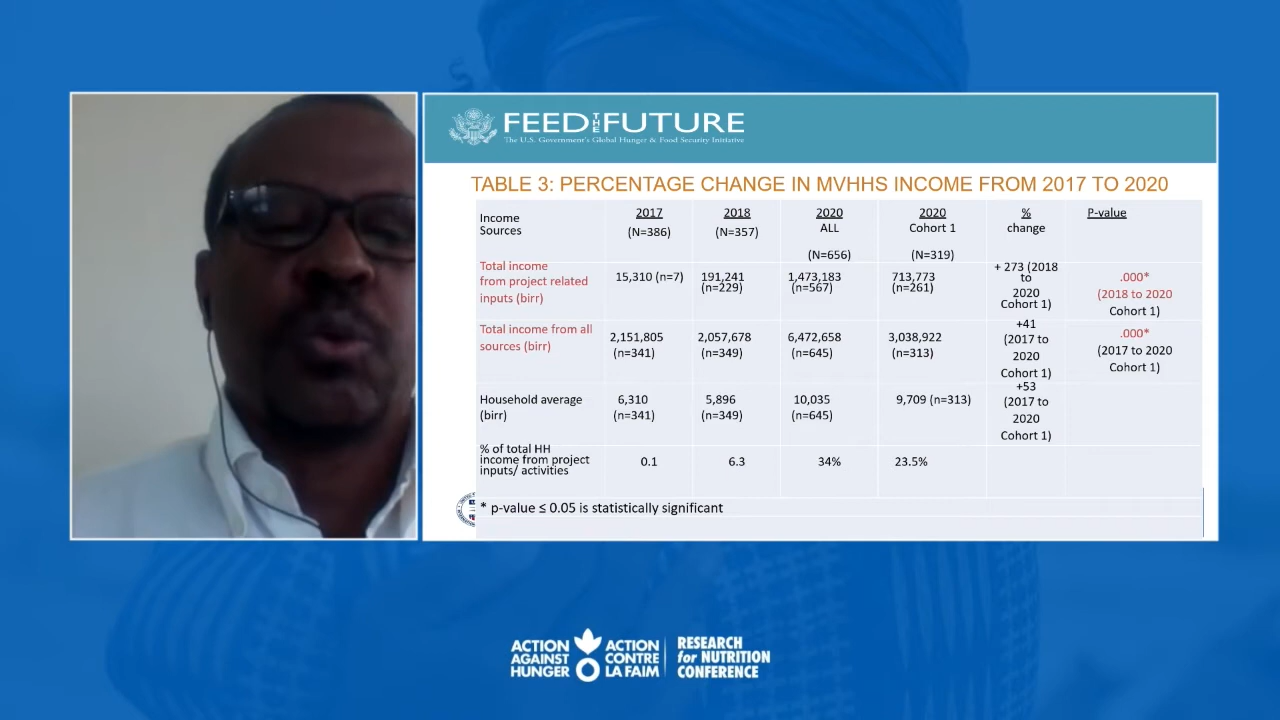 FEED THE FUTURE
The U.S. Government's Global Hunger & Food Security Initiative
TABLE 3: PERCENTAGE CHANGE IN MVHHS INCOME FROM 2017 TO 2020
Income
Sources
2017
(N=386)
2018
(N=357)
2020
ALL
(N=656)
2020
Cohort 1
(N=319)
%
change
P-value
Total income
from project related
inputs (birr)
15,310 (n=7)
191,241
(n=229)
1,473,183
(n=567)
713,773
(n=261)
+ 273 (2018
to
2020
Cohort 1)
.000*
(2018 to 2020
Cohort 1)
Total income from all
sources (birr)
2,151,805
(n=341)
2,057,678
(n=349)
6,472,658
(n=645)
3,038,922
(n=313)
+41
(2017 to
2020
Cohort 1)
.000*
(2017 to 2020
Cohort 1)
Household average
(birr)
6,310
(n=341)
5,896
(n=349)
10,035
(n=645)
9,709 (n=313)
+53
(2017 to
2020
Cohort 1)
% of total HH
income from project
inputs/ activities
0.1
6.3
34%
23.5%
* p-value ≤ 0.05 is statistically significant
ACTION
AGAINST
HUNGER
ACTION
CONTRE
LA FAIM
RESEARCH
for NUTRITION
CONFERENCE